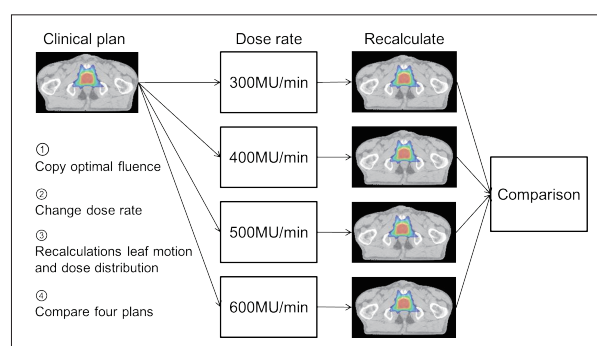 Clinical plan
Dose rate
Recalculate
300MU/min
400MU/min
500MU/min
600MU/min
Comparison
①
Copy optimal fluence
②
Change dose rate
③
Recalculations leaf motion
and dose distribution
④
Compare four plans